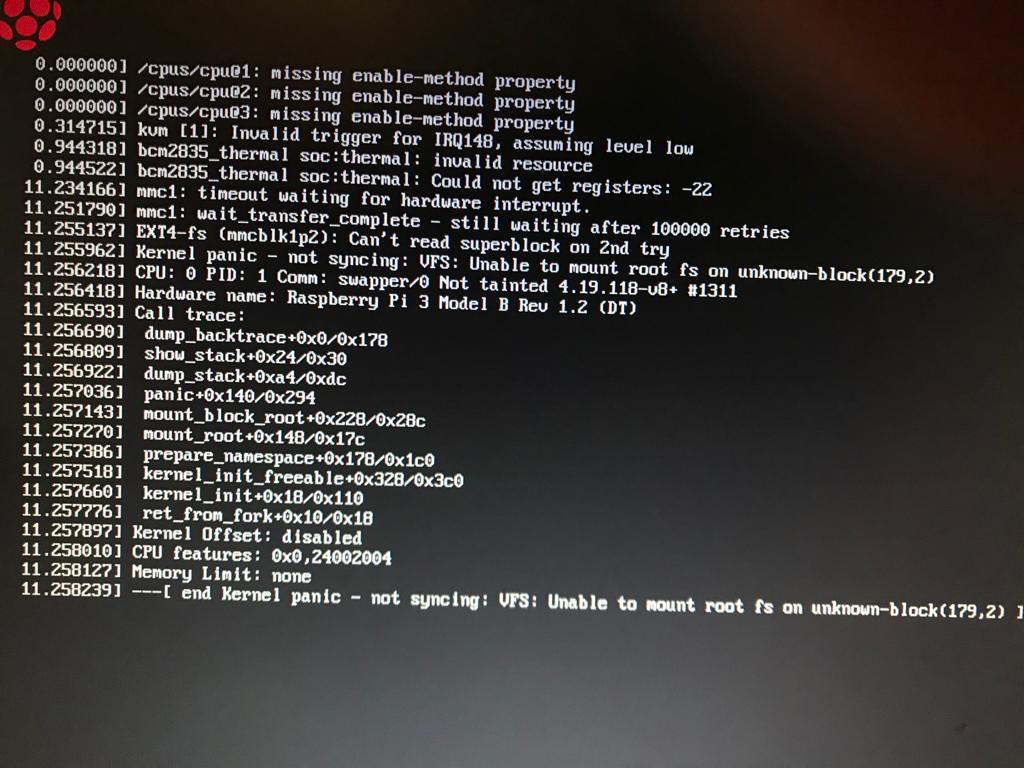 0.000000] /cpus/cpu@1: missing enable-method property
0.000000] /cpus/cpu@2: missing enable-method property
0.000000] /cpus/cpu@3: missing enable-method property
0.314715] kvm [1]: Invalid trigger for IRQ148, assuming level low
0.944318] bcm2835_thermal soc:thermal: invalid resource
0.944522] bcm2835_thermal soc:thermal: Could not get registers: -22
11.234166] mmc1: timeout waiting for hardware interrupt.
11.251790] mmc1: wait_transfer_complete - still waiting after 100000 retries
11.255137] EXT4-fs (mmcblk1p2): Can't read superblock on 2nd try
11.255962] Kernel panic - not syncing: VFS: Unable to mount root fs on unknown-block(179,2)
11.256218] CPU: 0 PID: 1 Comm: swapper/0 Not tainted 4.19.118-v8+ #1311
11.256418] Hardware name: Raspberry Pi 3 Model B Rev 1.2 (DT)
11.256593] Call trace:
11.256690]  dump_backtrace+0x0/0x178
11.256809]  show_stack+0x24/0x30
11.256922]  dump_stack+0xa4/0xdc
11.257036]  panic+0x140/0x294
11.257143]  mount_block_root+0x228/0x28c
11.257270]  mount_root+0x148/0x17c
11.257386]  prepare_namespace+0x178/0x1c0
11.257518]  kernel_init_freeable+0x328/0x3c0
11.257660]  kernel_init+0x18/0x110
11.257776]  ret_from_fork+0x10/0x18
11.257897] Kernel Offset: disabled
11.258010] CPU features: 0x0,24002004
11.258127] Memory Limit: none
11.258239] ---[ end Kernel panic - not syncing: VFS: Unable to mount root fs on unknown-block(179,2) ]